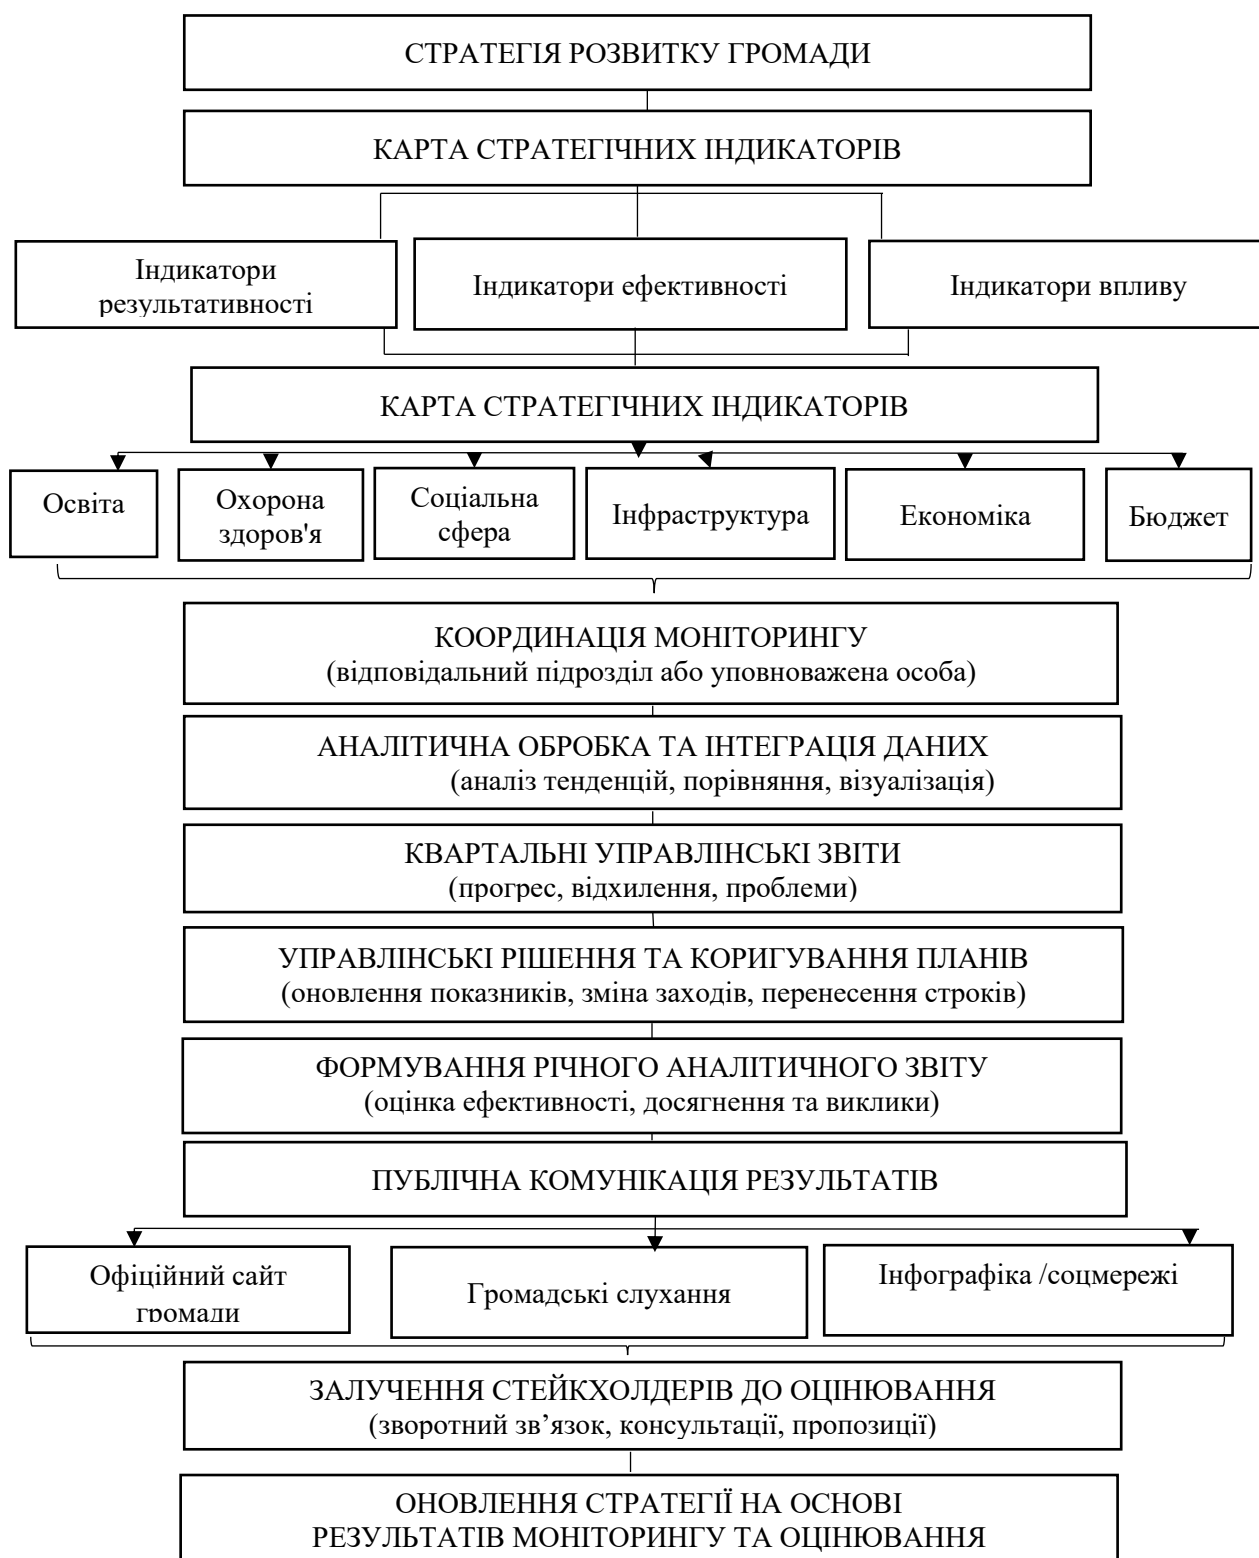 СТРАТЕГІЯ РОЗВИТКУ ГРОМАДИ
КАРТА СТРАТЕГІЧНИХ ІНДИКАТОРІВ
Індикатори
результативності
Індикатори ефективності
Індикатори впливу
КАРТА СТРАТЕГІЧНИХ ІНДИКАТОРІВ
Освіта
Охорона
здоров'я
Соціальна
сфера
Інфраструктура
Економіка
Бюджет
КООРДИНАЦІЯ МОНІТОРИНГУ
(відповідальний підрозділ або уповноважена особа)
АНАЛІТИЧНА ОБРОБКА ТА ІНТЕГРАЦІЯ ДАНИХ
(аналіз тенденцій, порівняння, візуалізація)
КВАРТАЛЬНІ УПРАВЛІНСЬКІ ЗВІТИ
(прогрес, відхилення, проблеми)
УПРАВЛІНСЬКІ РІШЕННЯ ТА КОРИГУВАННЯ ПЛАНІВ
(оновлення показників, зміна заходів, перенесення строків)
ФОРМУВАННЯ РІЧНОГО АНАЛІТИЧНОГО ЗВІТУ
(оцінка ефективності, досягнення та виклики)
ПУБЛІЧНА КОМУНІКАЦІЯ РЕЗУЛЬТАТІВ
Офіційний сайт
громади
Громадські слухання
Інфографіка /соцмережі
ЗАЛУЧЕННЯ СТЕЙКХОЛДЕРІВ ДО ОЦІНЮВАННЯ
(зворотний зв’язок, консультації, пропозиції)
ОНОВЛЕННЯ СТРАТЕГІЇ НА ОСНОВІ
РЕЗУЛЬТАТІВ МОНІТОРИНГУ ТА ОЦІНЮВАННЯ